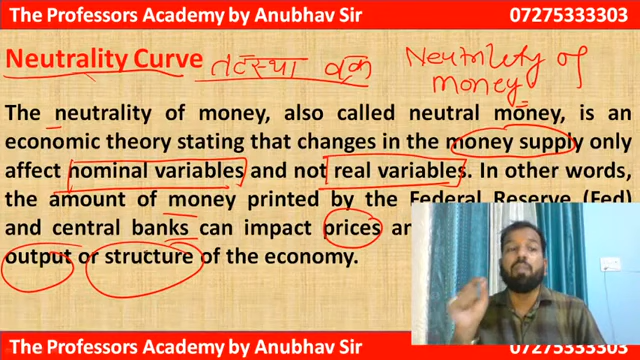 The Professors Academy by Anubhav Sir 07275333303
Neutrality Curve तटस्था वक्र Neutrility of
money
The neutrality of money, also called neutral money, is an
economic theory stating that changes in the money supply only
affect nominal variables and not real variables. In other words,
the amount of money printed by the Federal Reserve (Fed)
and central banks can impact prices an
output or structure of the economy.
The Professors Academy by Anubhav Sir 07275333303